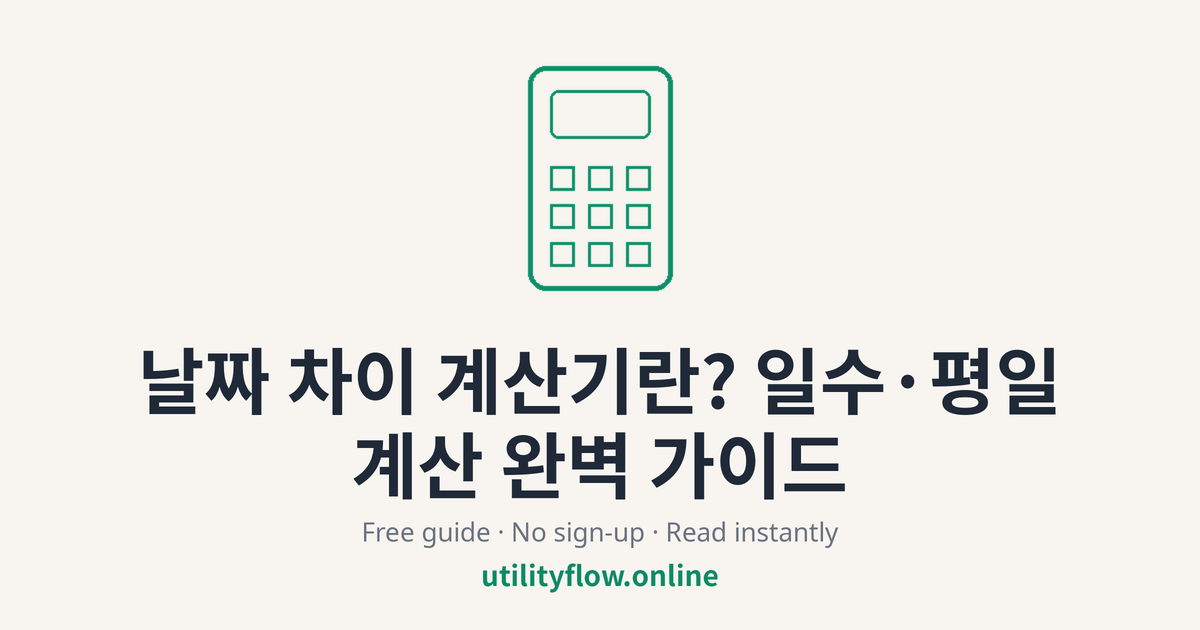 날짜 차이 계산기란? 일수·평일
계산 완벽 가이드
Free guide · No sign-up · Read instantly
utilityflow.online